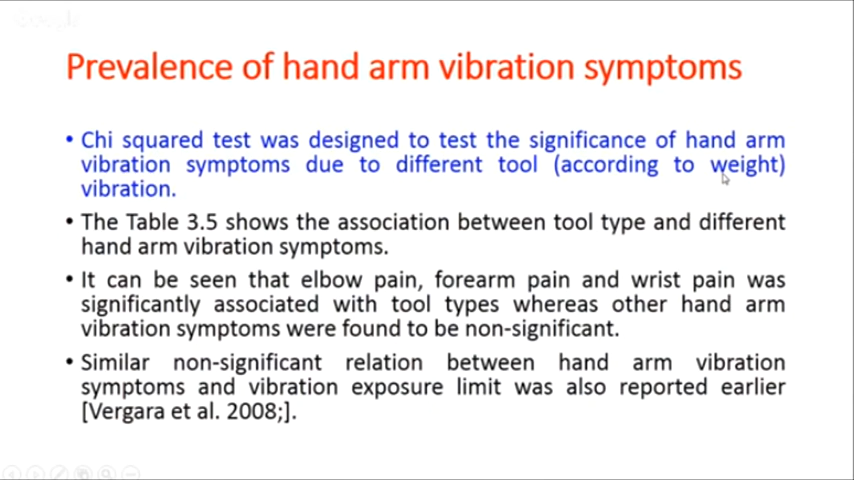 Prevalence of hand arm vibration symptoms
• Chi squared test was designed to test the significance of hand arm
vibration symptoms due to different tool (according to weight)
vibration.
• The Table 3.5 shows the association between tool type and different
hand arm vibration symptoms.
• It can be seen that elbow pain, forearm pain and wrist pain was
significantly associated with tool types whereas other hand arm
vibration symptoms were found to be non-significant.
• Similar non-significant relation between hand arm vibration
symptoms and vibration exposure limit was also reported earlier
[Vergara et al. 2008;].